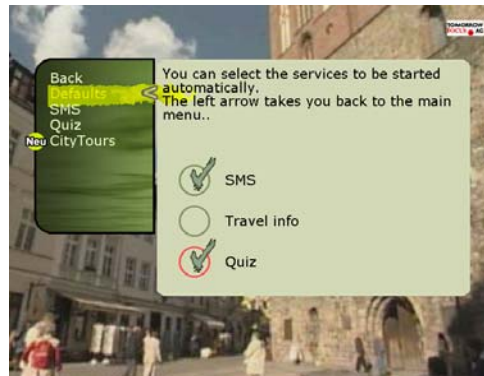 TOMORROW
FOCUS AG
Back
Defaults
SMS
Quiz
Neu CityTours
You can select the services to be started
automatically.
The left arrow takes you back to the main
menu..
SMS
Travel info
Quiz